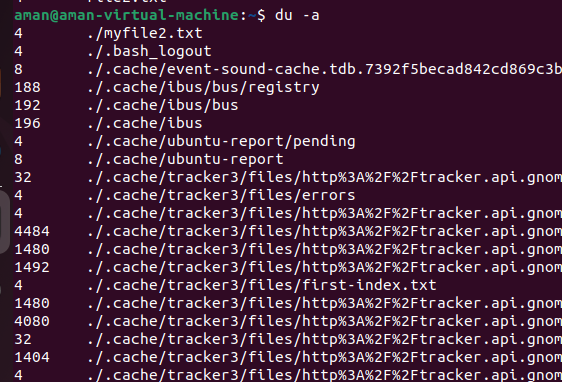 aman@aman-virtual-machine:~$ du -a
4 ./myfile2.txt
4 ./.bash_logout
8 ./.cache/event-sound-cache.tdb.7392f5becad842cd869c3b
188 ./.cache/ibus/bus/registry
192 ./.cache/ibus/bus
196 ./.cache/ibus
4 ./.cache/ubuntu-report/pending
8 ./.cache/ubuntu-report
32 ./.cache/tracker3/files/http%3A%2F%2Ftracker.api.gnom
4 ./.cache/tracker3/files/errors
4 ./.cache/tracker3/files/http%3A%2F%2Ftracker.api.gnom
4484 ./.cache/tracker3/files/http%3A%2F%2Ftracker.api.gnom
1480 ./.cache/tracker3/files/http%3A%2F%2Ftracker.api.gnom
1492 ./.cache/tracker3/files/http%3A%2F%2Ftracker.api.gnom
4 ./.cache/tracker3/files/first-index.txt
1480 ./.cache/tracker3/files/http%3A%2F%2Ftracker.api.gnom
4080 ./.cache/tracker3/files/http%3A%2F%2Ftracker.api.gnom
32 ./.cache/tracker3/files/http%3A%2F%2Ftracker.api.gnom
1404 ./.cache/tracker3/files/http%3A%2F%2Ftracker.api.gnom
4 ./.cache/tracker3/files/http%3A%2F%2Ftracker.api.gnom